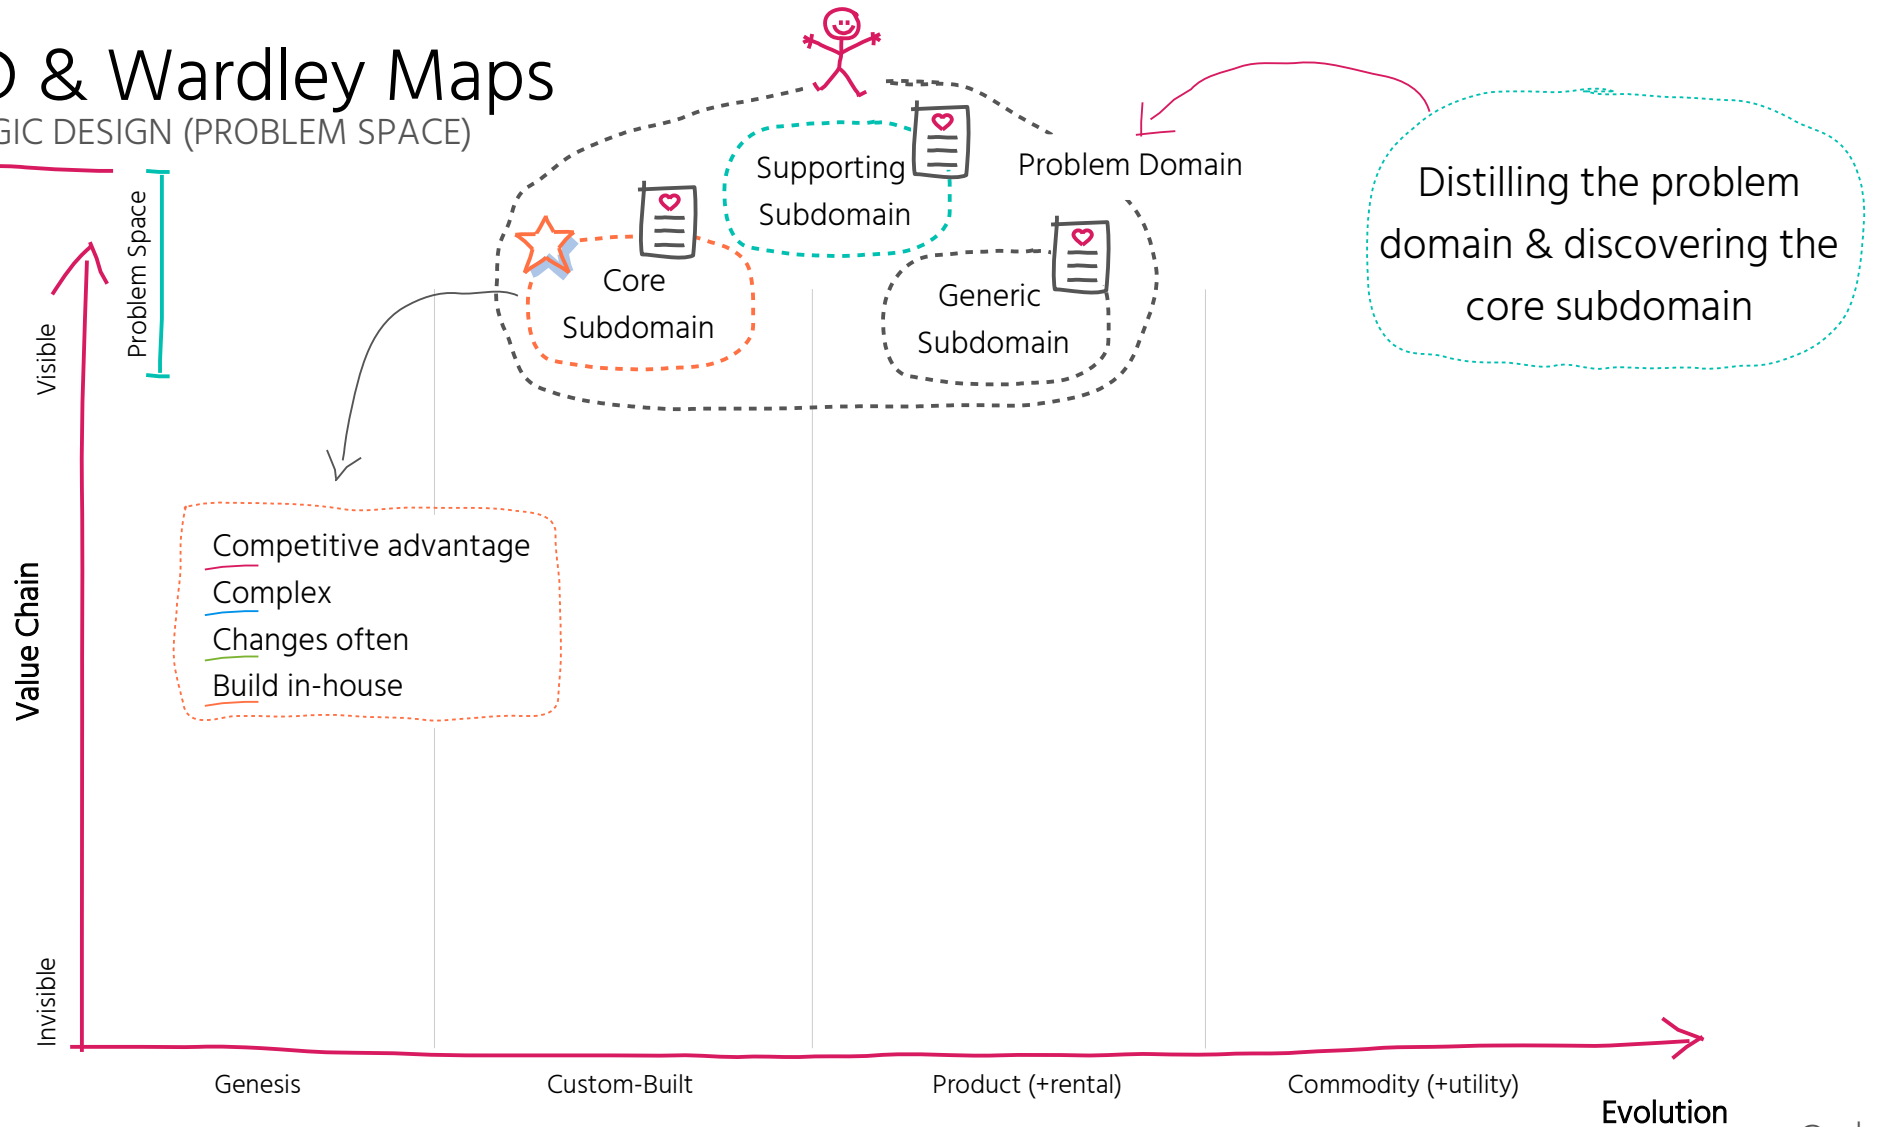 & Wardley Maps
DESIGN (PROBLEM SPACE)
Problem Space
Visible
Value Chain
Invisible
Supporting
Subdomain
Problem Domain
Core
Subdomain
Generic
Subdomain
Distilling the problem
domain & discovering the
core subdomain
Competitive advantage
Complex
Changes often
Build in-house
Genesis
Custom-Built
Product (+rental)
Commodity (+utility)
Evolution